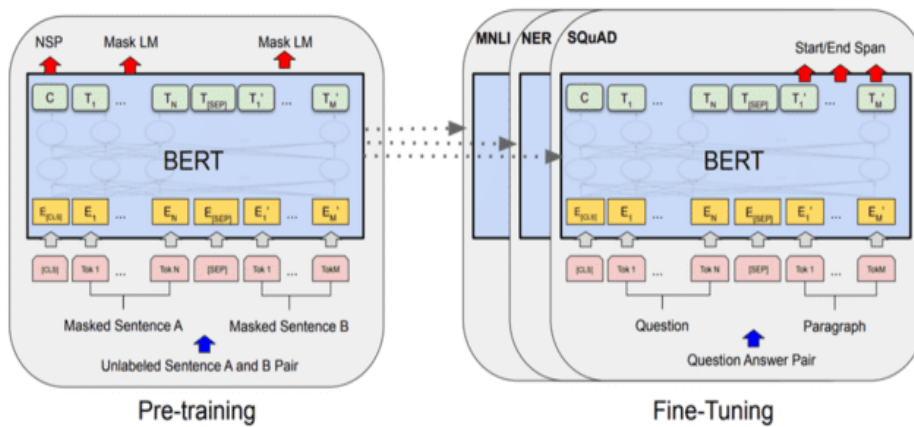 NSP Mask LM Mask LM
C T1 ... TN T[SEP] T1' ... TM'
BERT
E[CLS] E1 ... EN E[SEP] E1' ... EM'
[CLS] Tok 1 ... Tok N [SEP] Tok 1 ... TokM
Masked Sentence A Masked Sentence B
Unlabeled Sentence A and B Pair
Pre-training
MNLI NER SQuAD
Start/End Span
C T1 ... TN T[SEP] T1' ... TM'
BERT
E[CLS] E1 ... EN E[SEP] E1' ... EM'
[CLS] Tok 1 ... Tok N [SEP] Tok 1 ... TokM
Question Paragraph
Question Answer Pair
Fine-Tuning